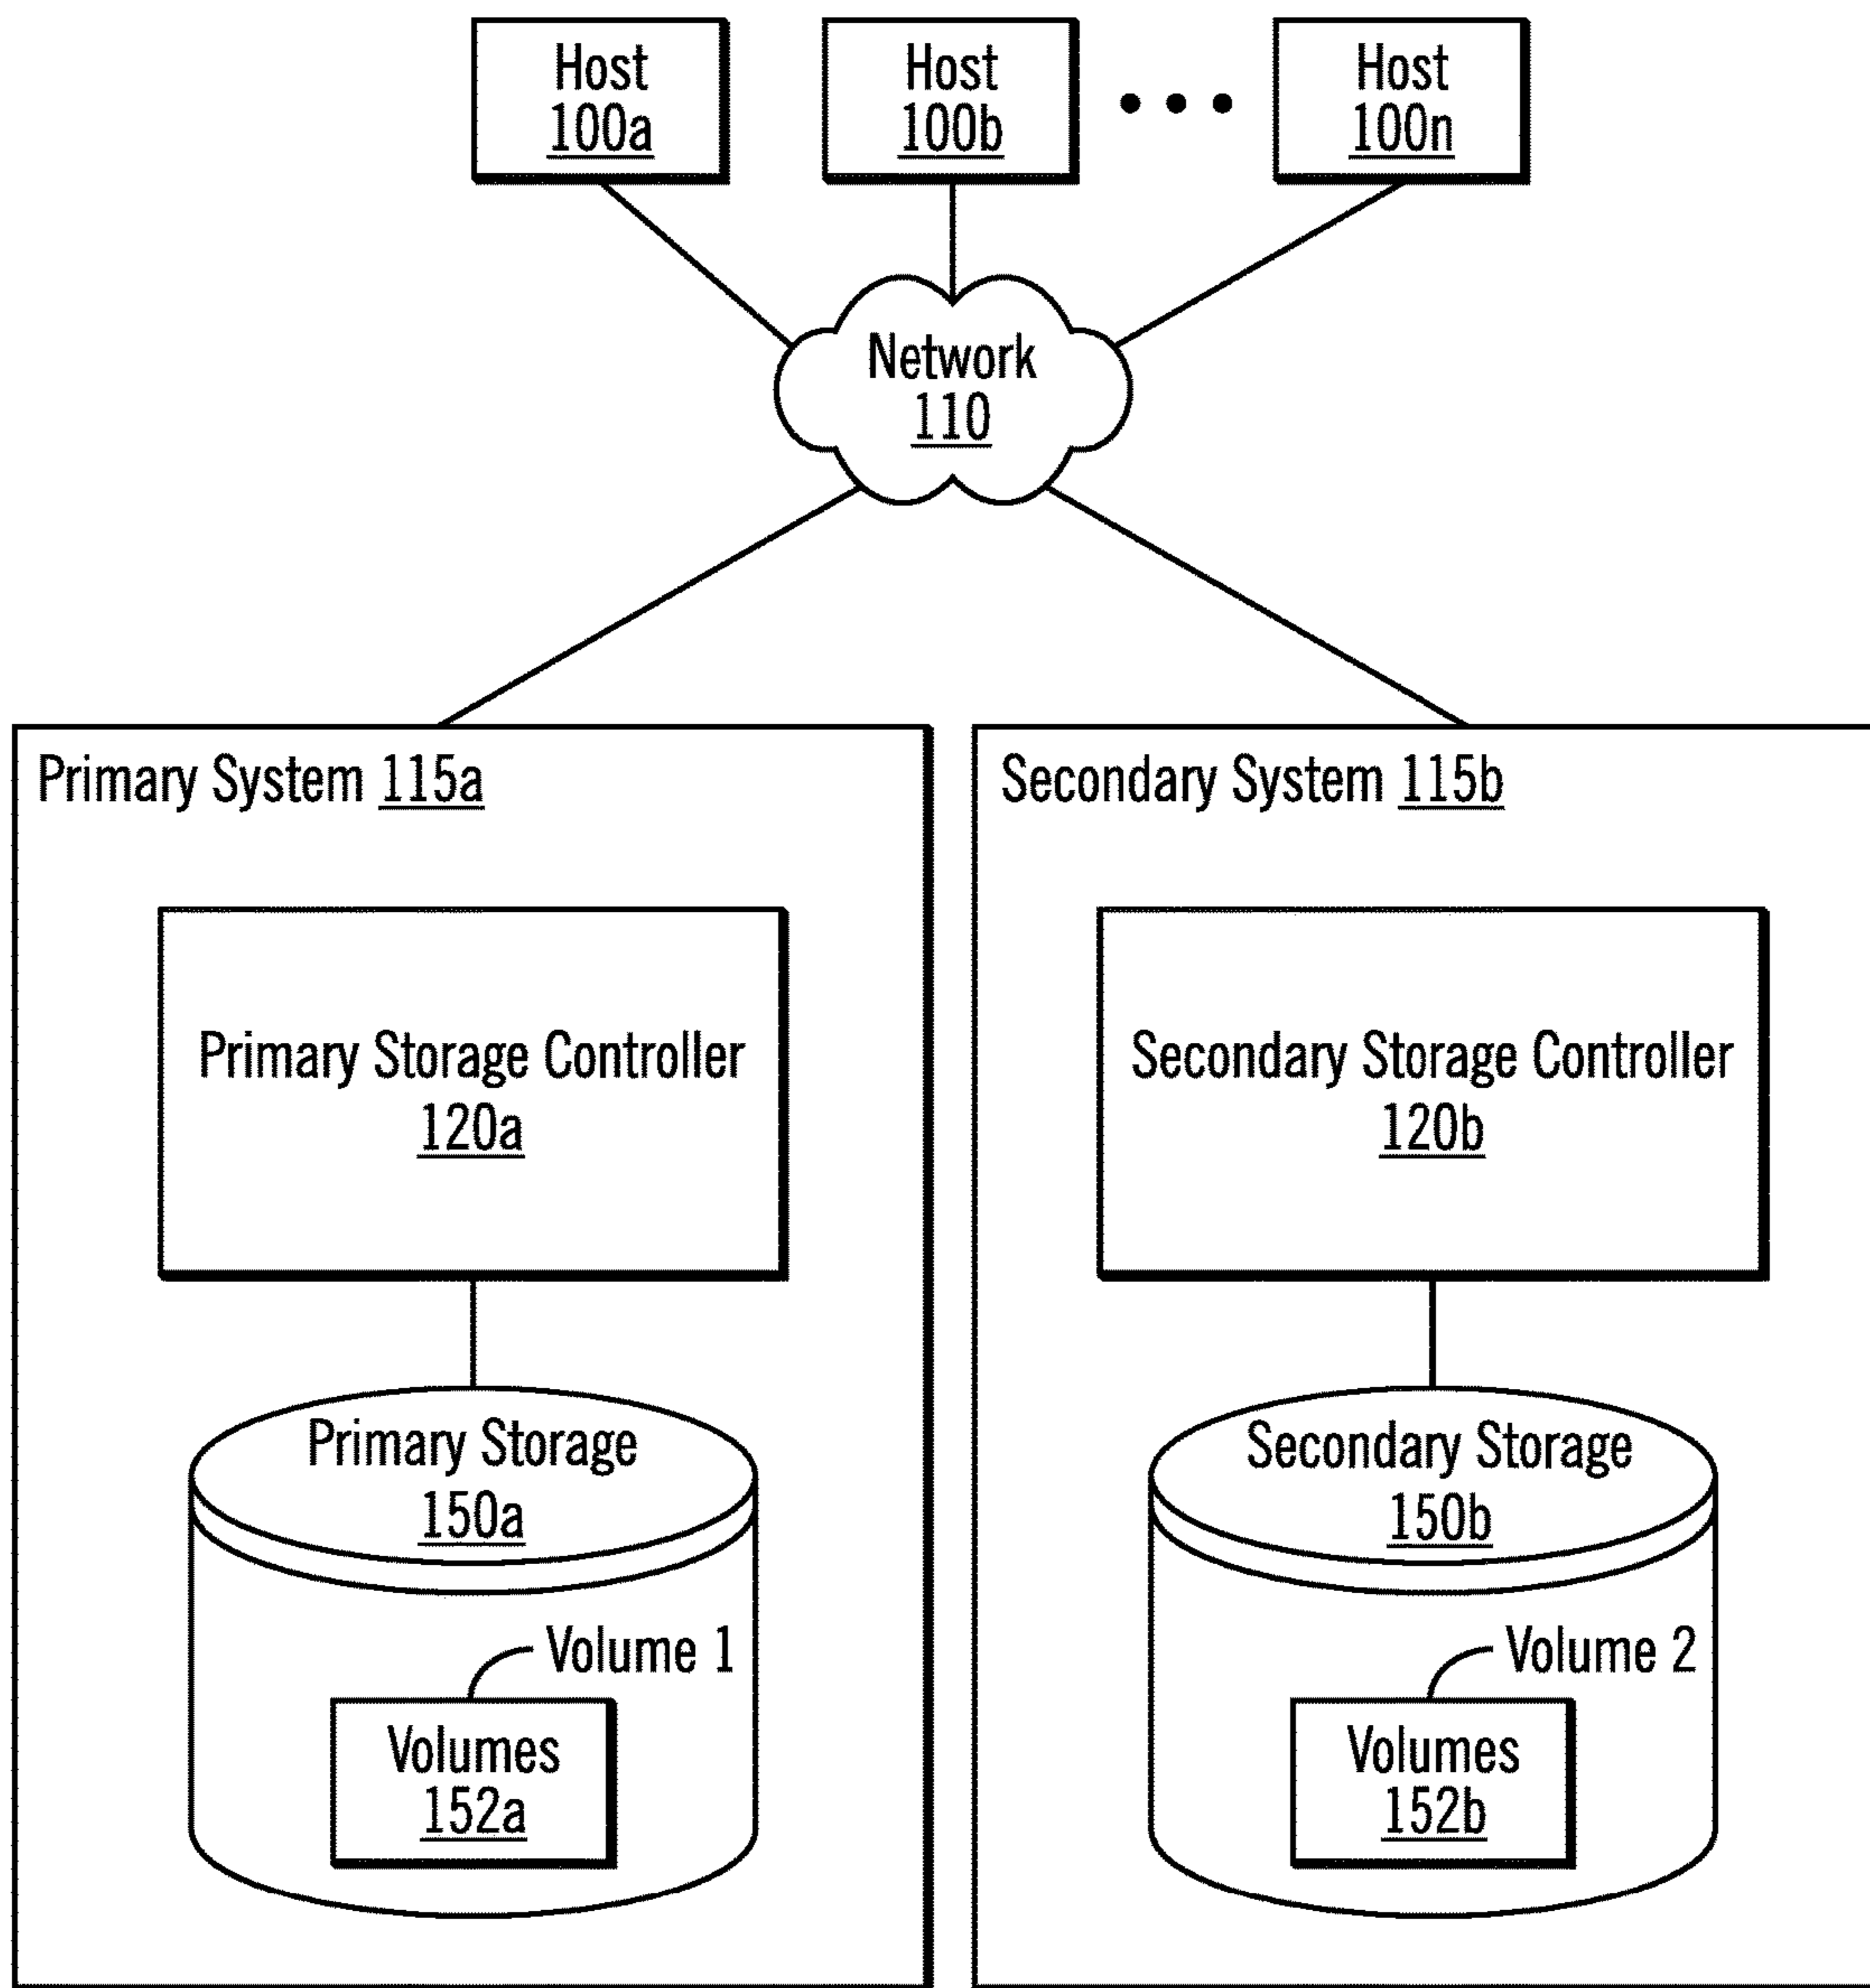 Host
100a
Host
100b
Host
100n
Network
110
Primary System 115a
Primary Storage Controller
120a
Primary Storage
150a
Volume 1
Volumes
152a
Secondary System 115b
Secondary Storage Controller
120b
Secondary Storage
150b
Volume 2
Volumes
152b